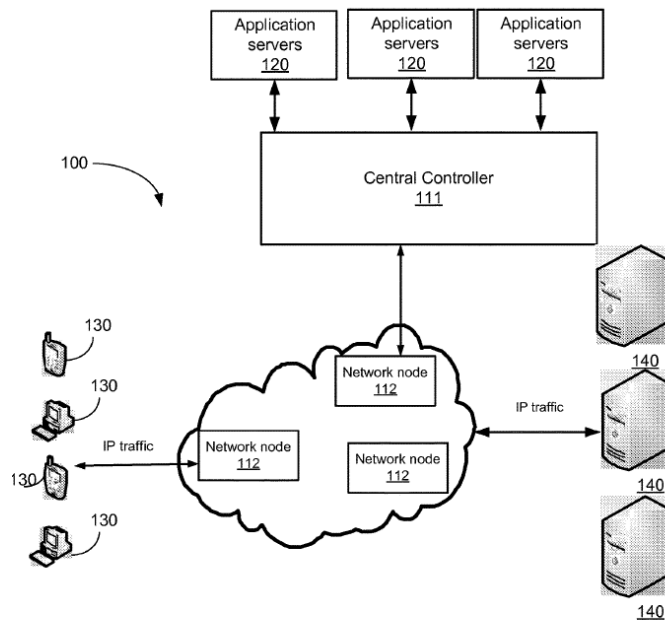 Application
servers
120
Application
servers
120
Application
servers
120
Central Controller
111
100
130
140
Network node
112
130
IP traffic
Network node
112
IP traffic
Network node
112
130
140
130
140